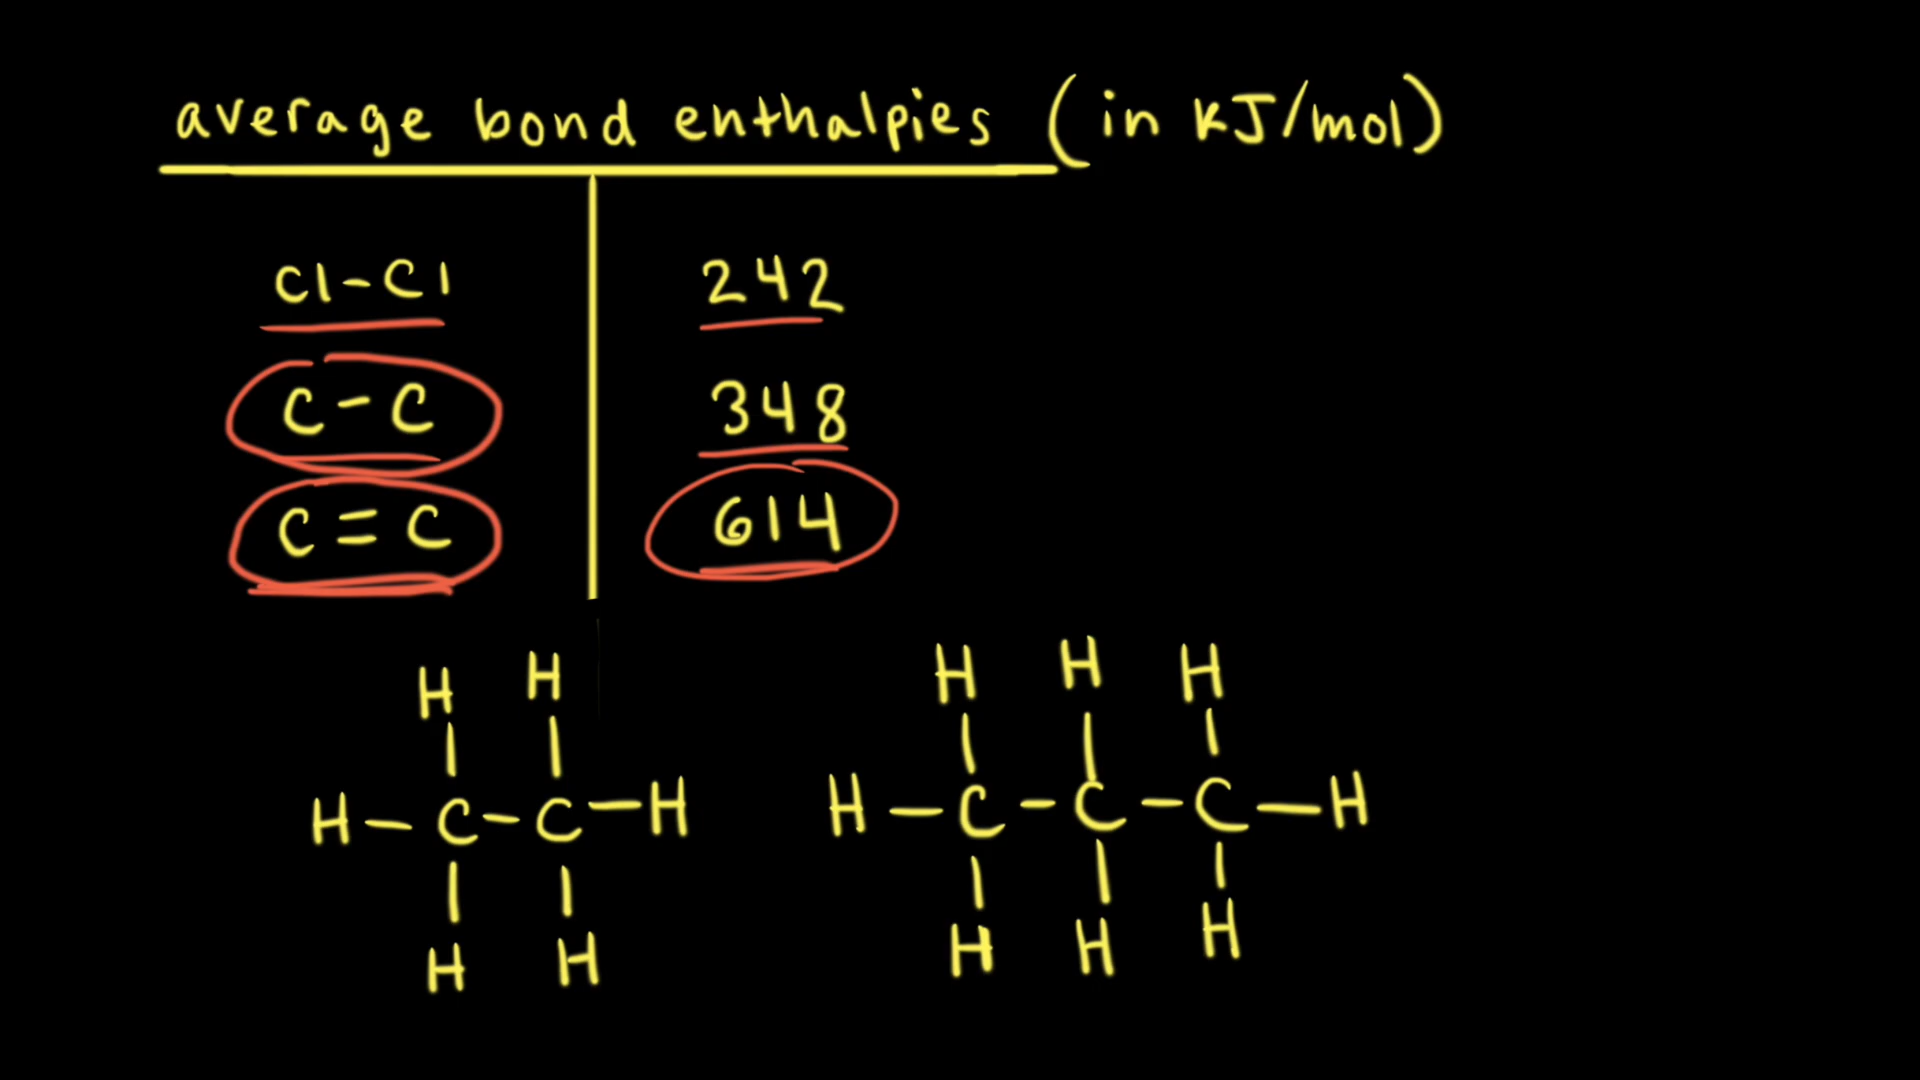 average bond enthalpies (in kJ/mol)
Cl-Cl 242
C-C 348
C=C 614
H H H H H
H-C-C-H H-C-C-C-H
H H H H H